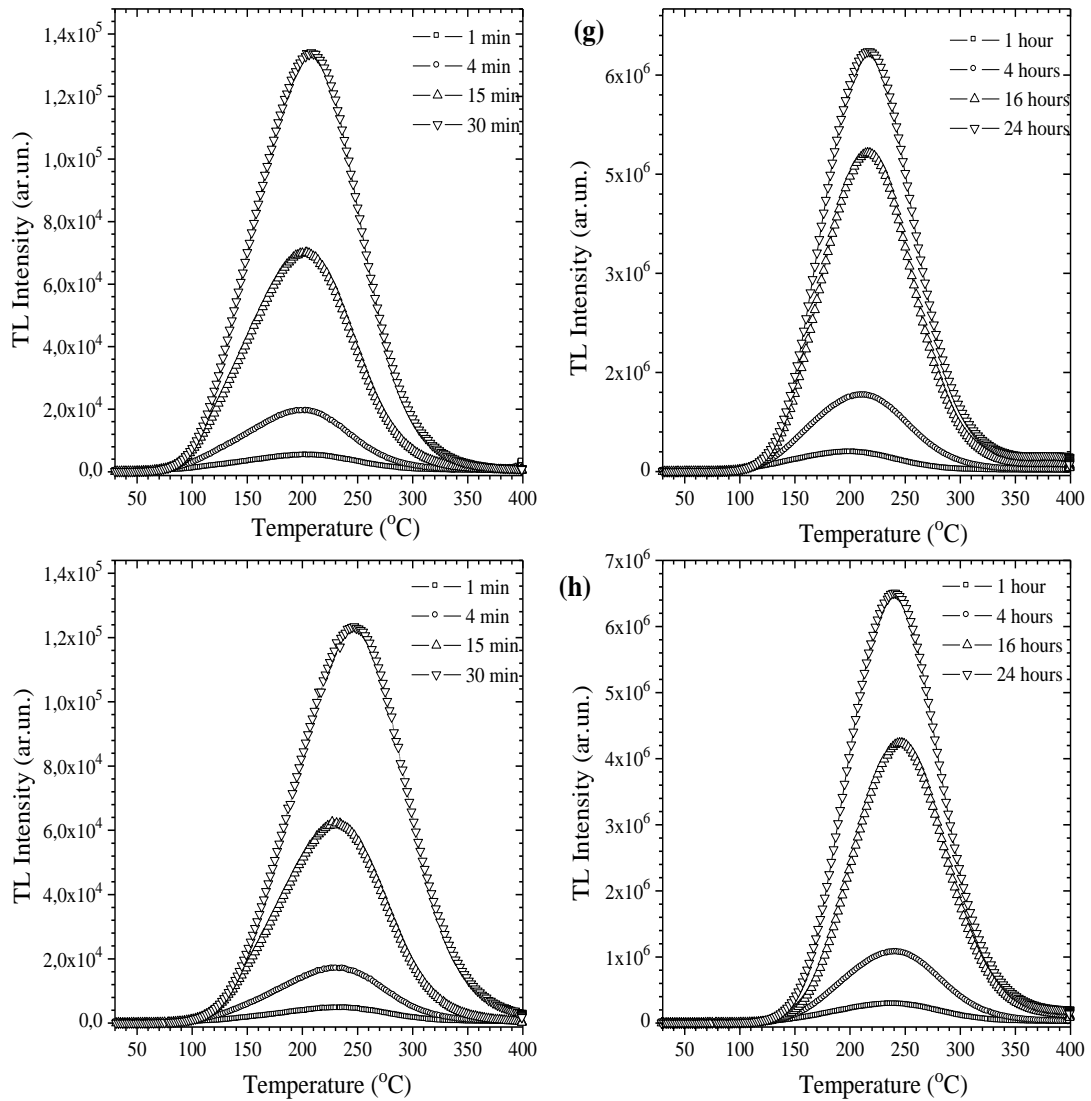 1,4x10⁵
1,2x10⁵
1,0x10⁵
8,0x10⁴
6,0x10⁴
4,0x10⁴
2,0x10⁴
0,0
TL Intensity (ar.un.)
1 min
4 min
15 min
30 min
50 100 150 200 250 300 350 400
Temperature (°C)
(g)
6x10⁶
5x10⁶
3x10⁶
2x10⁶
0
TL Intensity (ar.un.)
1 hour
4 hours
16 hours
24 hours
50 100 150 200 250 300 350 400
Temperature (°C)
1,4x10⁵
1,2x10⁵
1,0x10⁵
8,0x10⁴
6,0x10⁴
4,0x10⁴
2,0x10⁴
0,0
TL Intensity (ar.un.)
1 min
4 min
15 min
30 min
50 100 150 200 250 300 350 400
Temperature (°C)
(h)
7x10⁶
6x10⁶
5x10⁶
4x10⁶
3x10⁶
2x10⁶
1x10⁶
0
TL Intensity (ar.un.)
1 hour
4 hours
16 hours
24 hours
50 100 150 200 250 300 350 400
Temperature (°C)